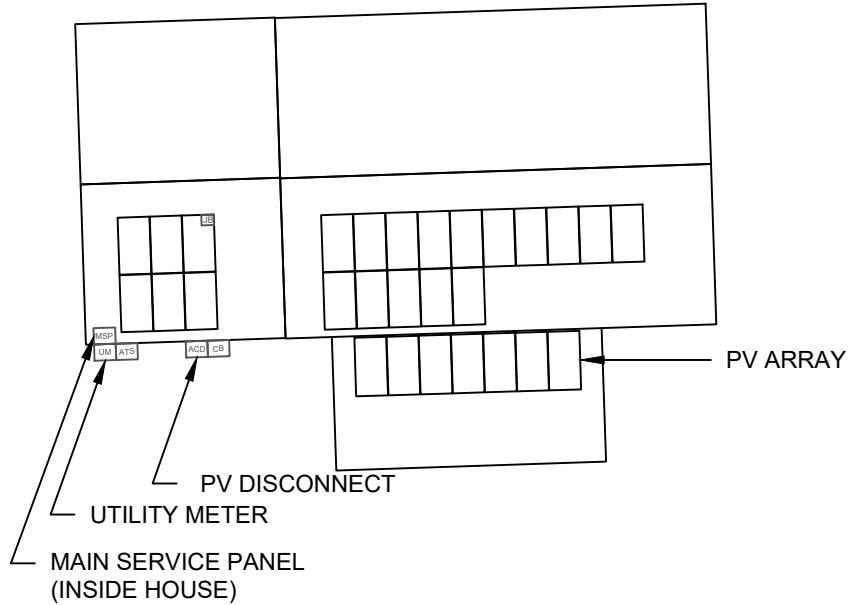 JB
MSP
UM
ATS
ACD
CB
PV ARRAY
PV DISCONNECT
UTILITY METER
MAIN SERVICE PANEL
(INSIDE HOUSE)